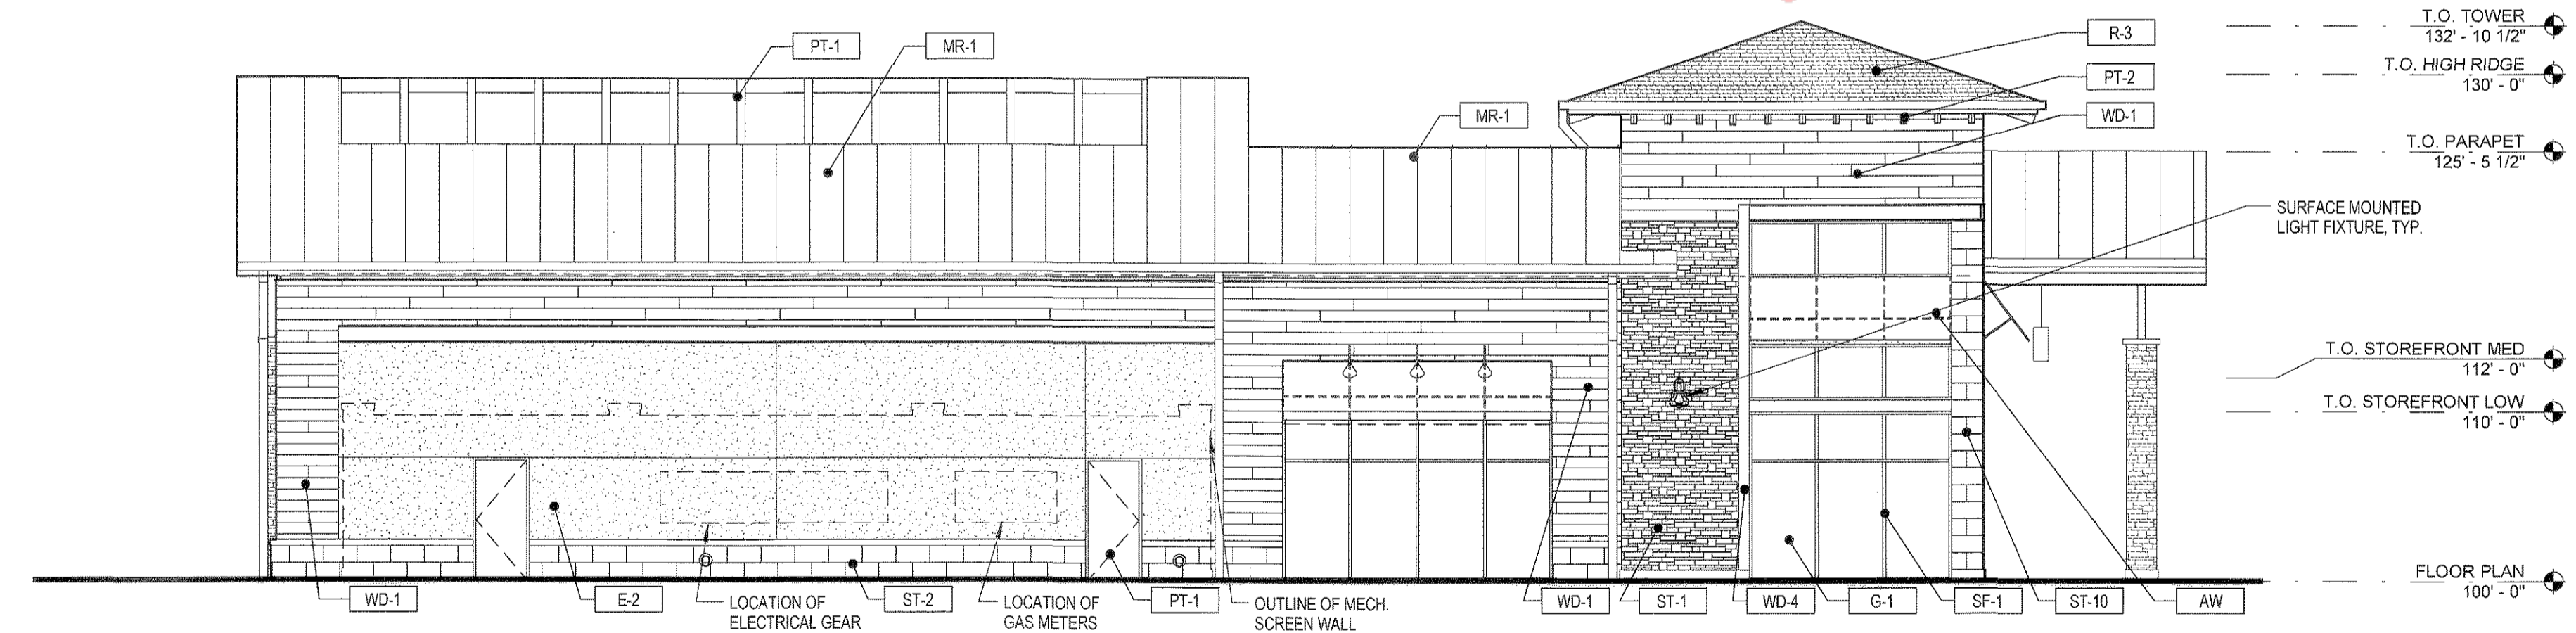 T.O. TOWER
132' - 10 1/2"
T.O. HIGH RIDGE
130' - 0"
T.O. PARAPET
125' - 5 1/2"
T.O. STOREFRONT MED
112' - 0"
T.O. STOREFRONT LOW
110' - 0"
FLOOR PLAN
100' - 0"
PT-1
MR-1
MR-1
R-3
PT-2
WD-1
SURFACE MOUNTED
LIGHT FIXTURE, TYP.
WD-1
E-2
LOCATION OF
ELECTRICAL GEAR
ST-2
LOCATION OF
GAS METERS
PT-1
OUTLINE OF MECH.
SCREEN WALL
WD-1
ST-1
WD-4
G-1
SF-1
ST-10
AW